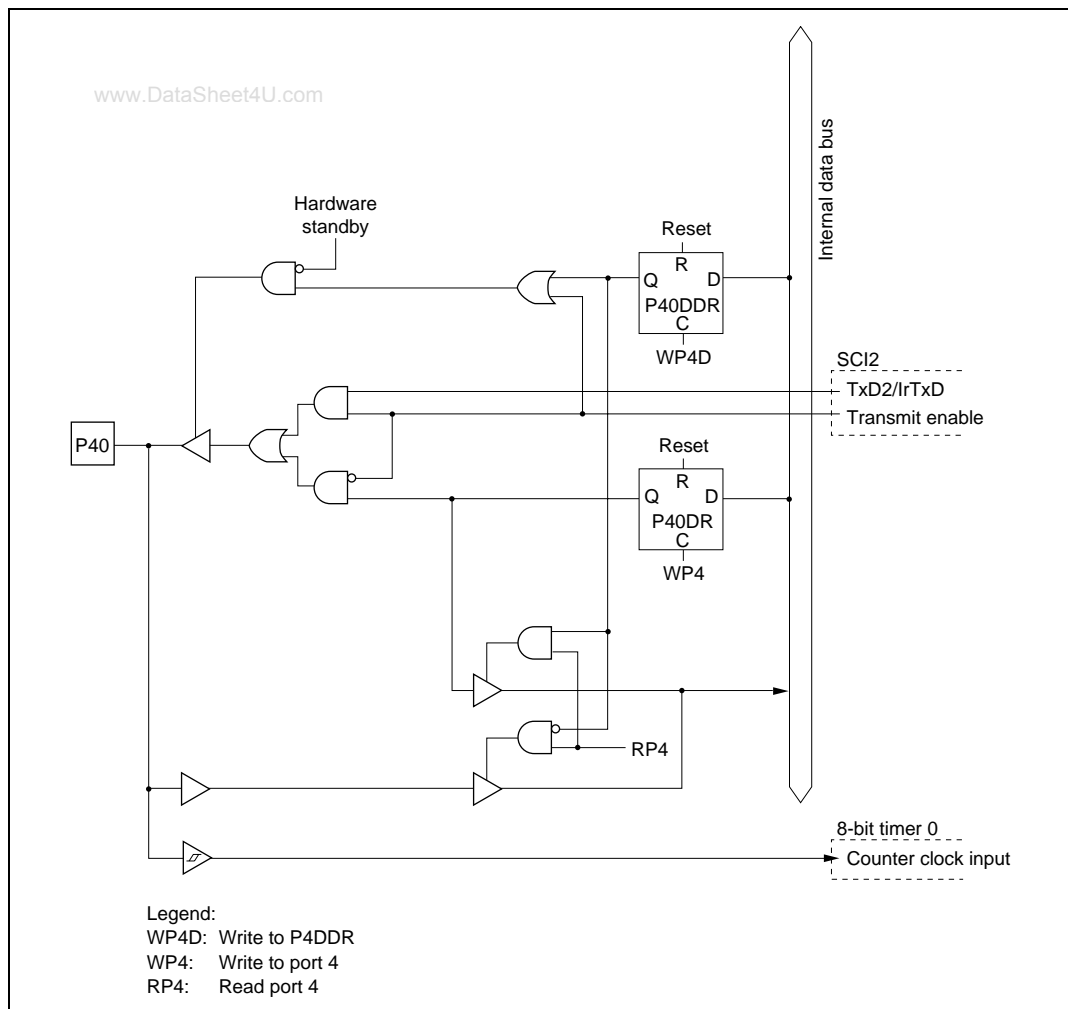 www.DataSheet4U.com
Internal data bus
Hardware
standby
Reset
R
Q
D
P40DDR
C
WP4D
SCI2
TxD2/IrTxD
Transmit enable
P40
Reset
R
Q
D
P40DR
C
WP4
RP4
8-bit timer 0
Counter clock input
Legend:
WP4D: Write to P4DDR
WP4: Write to port 4
RP4: Read port 4